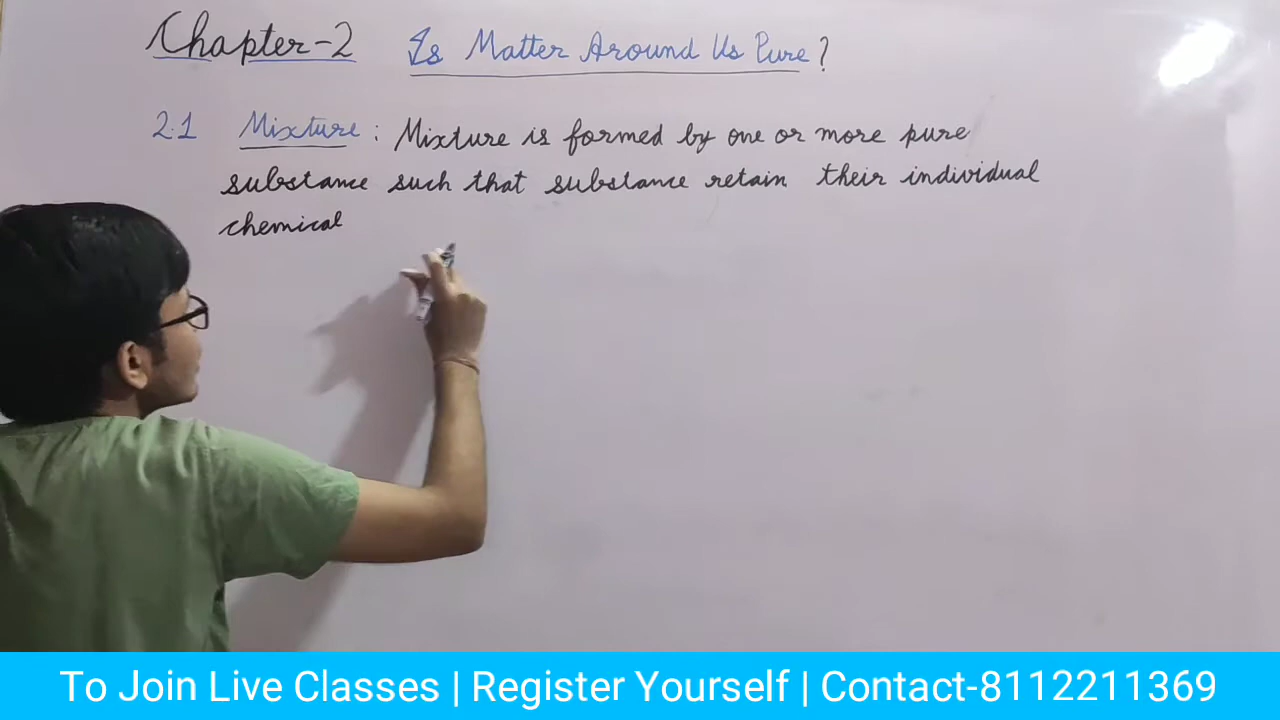 Chapter-2 Is Matter Around Us Pure?
2.1 Mixture : Mixture is formed by one or more pure
substance such that substance retain their individual
chemical
To Join Live Classes | Register Yourself | Contact-8112211369